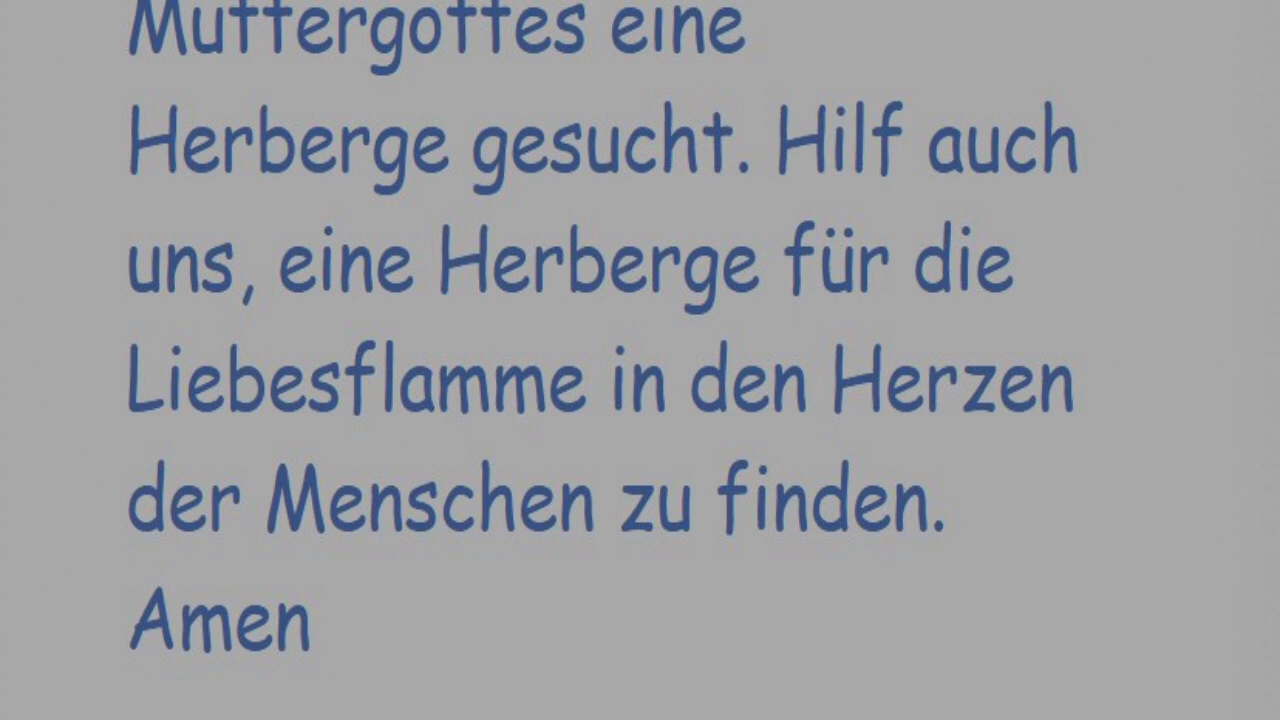 Muttergottes eine
Herberge gesucht. Hilf auch
uns, eine Herberge für die
Liebesflamme in den Herzen
der Menschen zu finden.
Amen